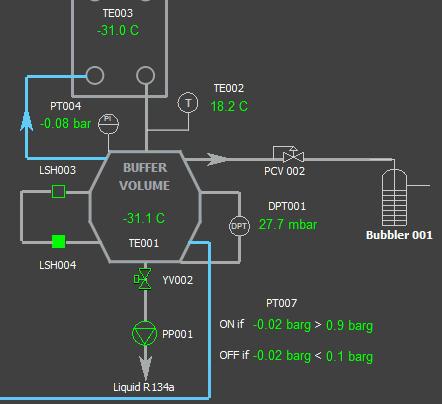 TE003
-31.0 C
TE002
T
18.2 C
PT004
-0.08 bar
PI
LSH003
BUFFER
VOLUME
PCV 002
-31.1 C
DPT001
DPT
27.7 mbar
TE001
Bubbler 001
LSH004
YV002
PT007
PP001
ON if -0.02 barg > 0.9 barg
OFF if -0.02 barg < 0.1 barg
Liquid R134a